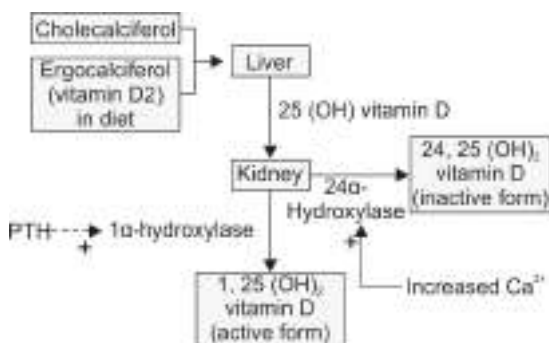 Cholecalciferol
Ergocalciferol
(vitamin D2)
in diet
Liver
25 (OH) vitamin D
Kidney
24α-
Hydroxylase
+
24, 25 (OH)₂
vitamin D
(inactive form)
PTH
+
1α-hydroxylase
Increased Ca²⁺
1, 25 (OH)₂
vitamin D
(active form)